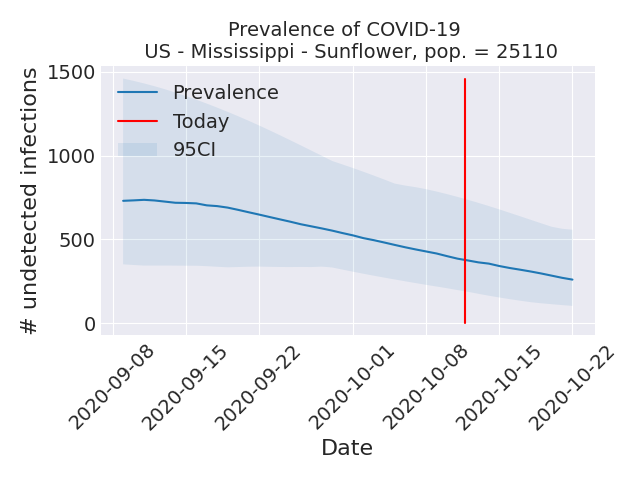 Prevalence of COVID-19
US - Mississippi - Sunflower, pop. = 25110
# undetected infections
1500
1000
500
0
Prevalence
Today
95CI
2020-09-08
2020-09-15
2020-09-22
2020-10-01
2020-10-08
2020-10-15
2020-10-22
Date